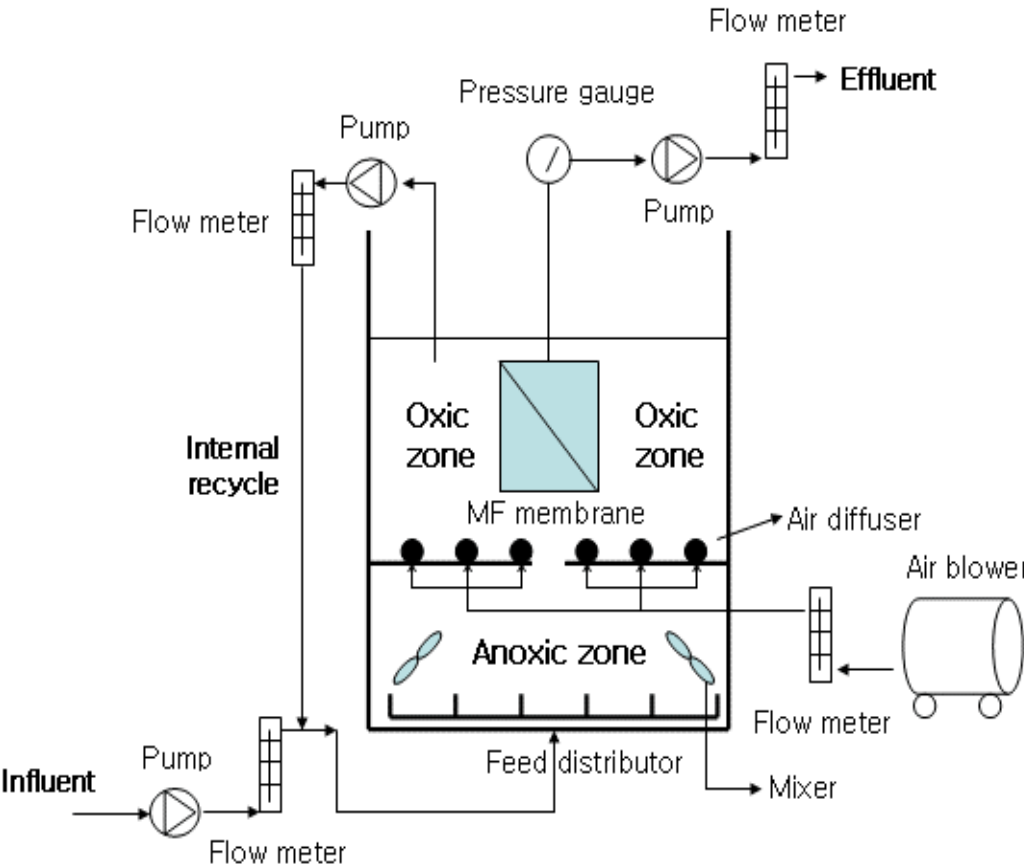 Flow meter
Effluent
Pressure gauge
Pump
Pump
Flow meter
Oxic
zone
Oxic
zone
Internal
recycle
MF membrane
Air diffuser
Air blower
Anoxic zone
Flow meter
Feed distributor
Pump
Influent
Mixer
Flow meter